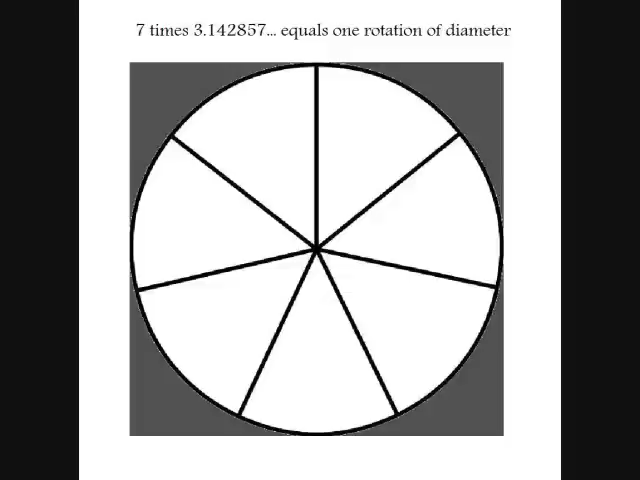 7 times 3.142857... equals one rotation of diameter